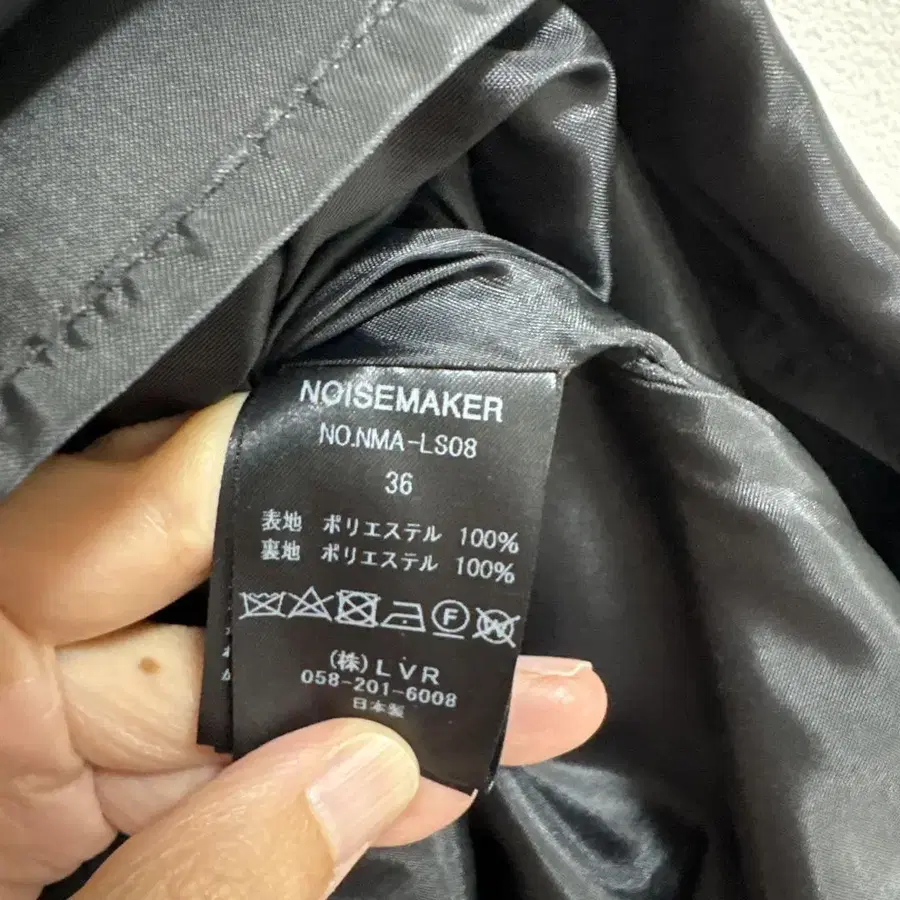 NOISEMAKER
NO.NMA-LS08
36
表地 ポリエステル 100%
裏地 ポリエステル 100%
F
(株)LVR
058-201-6008
日本製